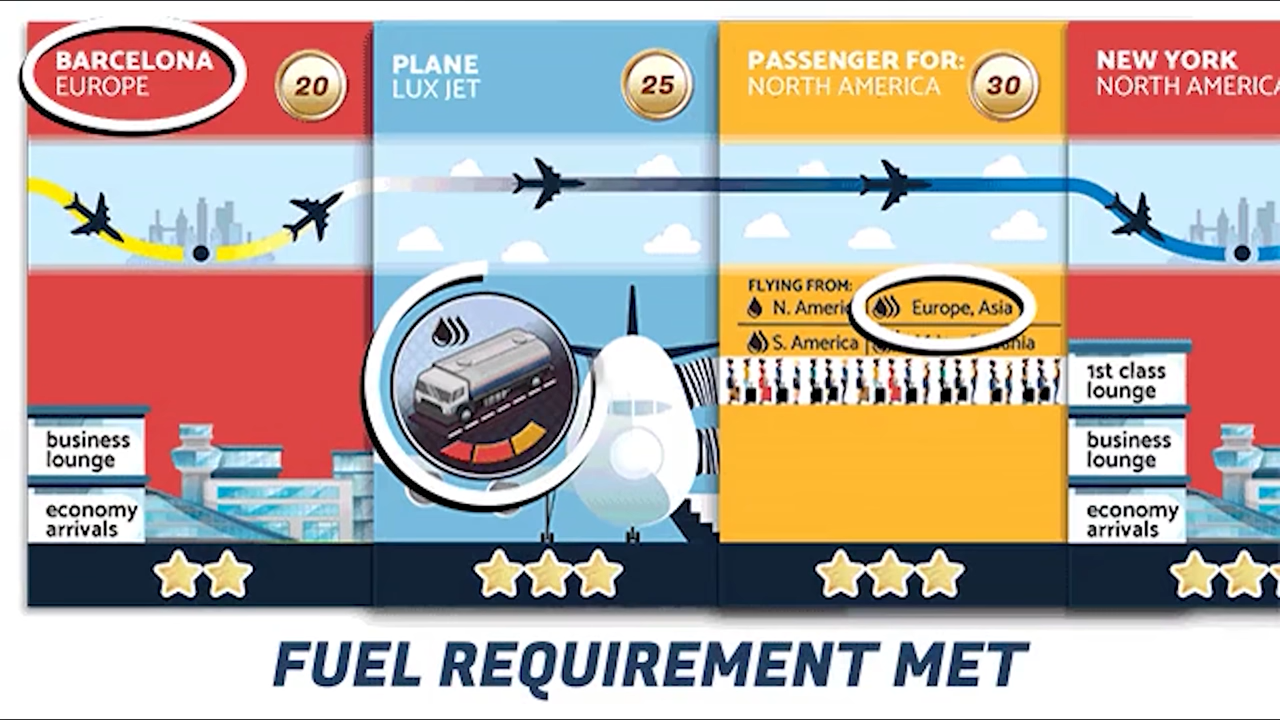 BARCELONA
EUROPE
20
PLANE
LUX JET
25
PASSENGER FOR:
NORTH AMERICA
30
NEW YORK
NORTH AMERICA
FLYING FROM:
N. Americ
Europe, Asia
S. America
business
lounge
economy
arrivals
1st class
lounge
business
lounge
economy
arrivals
FUEL REQUIREMENT MET